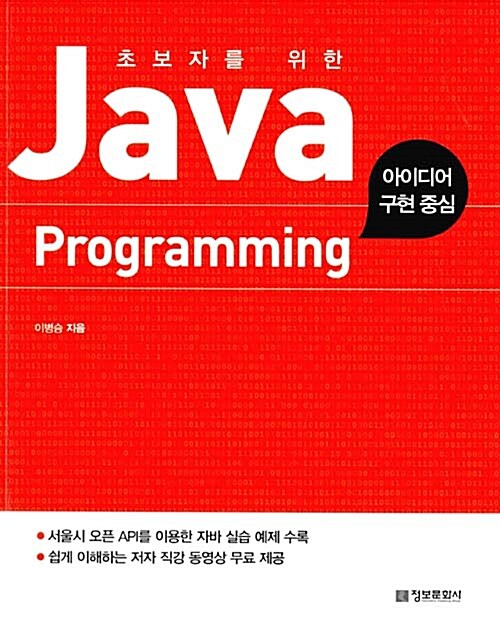 초보자를 위한
Java
아이디어
구현 중심
Programming
이병승 지음
서울시 오픈 API를 이용한 자바 실습 예제 수록
쉽게 이해하는 저자 직강 동영상 무료 제공
정보문화사